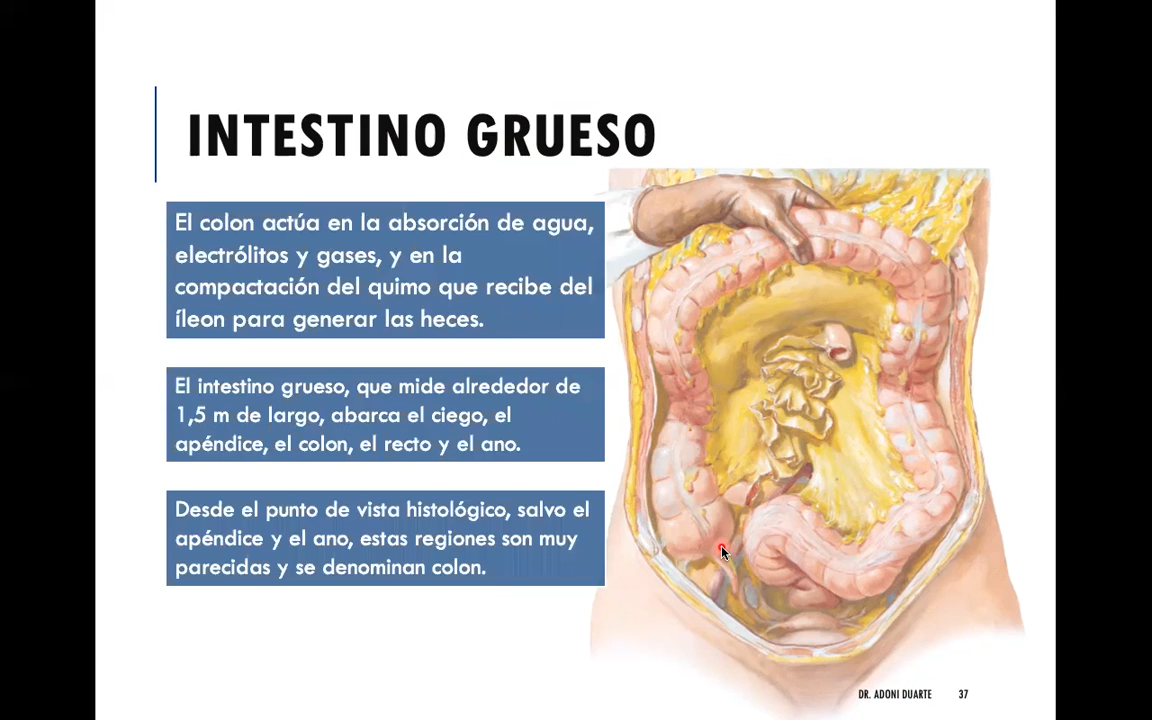 INTESTINO GRUESO
El colon actúa en la absorción de agua,
electrólitos y gases, y en la
compactación del quimo que recibe del
íleon para generar las heces.
El intestino grueso, que mide alrededor de
1,5 m de largo, abarca el ciego, el
apéndice, el colon, el recto y el ano.
Desde el punto de vista histológico, salvo el
apéndice y el ano, estas regiones son muy
parecidas y se denominan colon.
DR. ADONI DUARTE 37